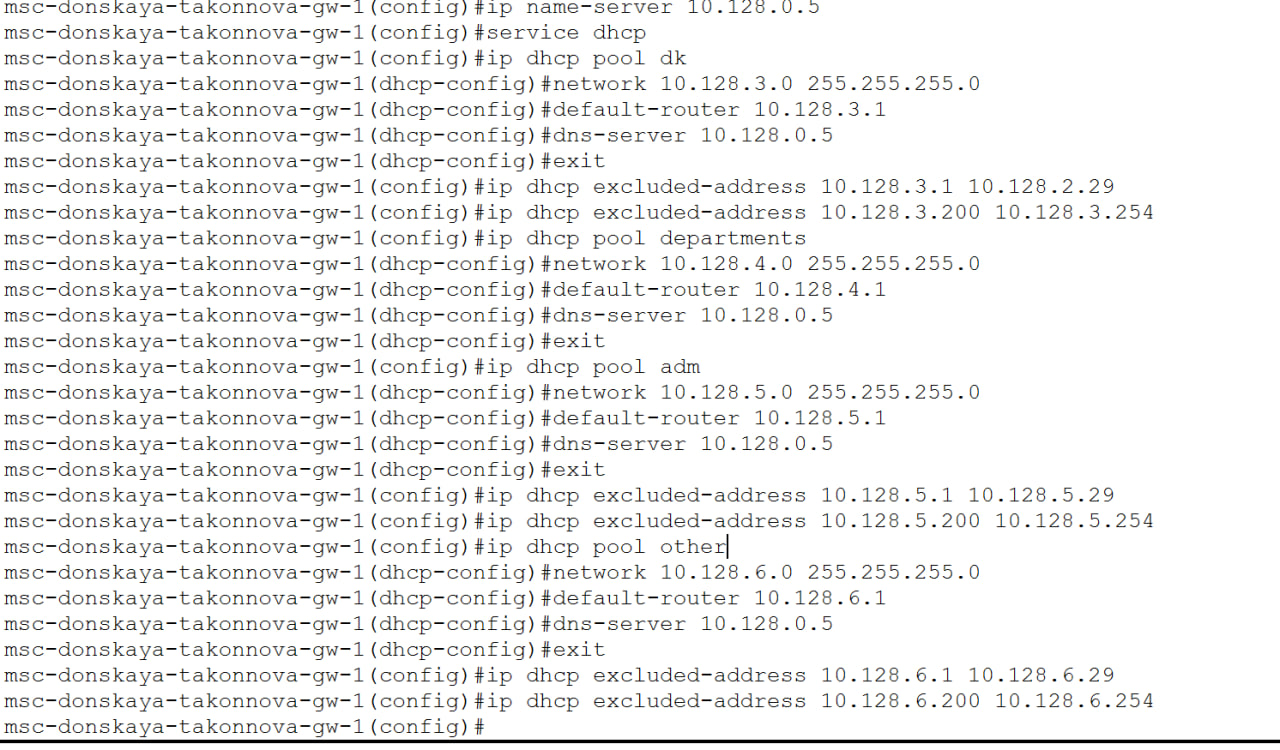 msc-donskaya-takonnova-gw-1(config)#ip name-server 10.128.0.5
msc-donskaya-takonnova-gw-1(config)#service dhcp
msc-donskaya-takonnova-gw-1(config)#ip dhcp pool dk
msc-donskaya-takonnova-gw-1(dhcp-config)#network 10.128.3.0 255.255.255.0
msc-donskaya-takonnova-gw-1(dhcp-config)#default-router 10.128.3.1
msc-donskaya-takonnova-gw-1(dhcp-config)#dns-server 10.128.0.5
msc-donskaya-takonnova-gw-1(dhcp-config)#exit
msc-donskaya-takonnova-gw-1(config)#ip dhcp excluded-address 10.128.3.1 10.128.2.29
msc-donskaya-takonnova-gw-1(config)#ip dhcp excluded-address 10.128.3.200 10.128.3.254
msc-donskaya-takonnova-gw-1(config)#ip dhcp pool departments
msc-donskaya-takonnova-gw-1(dhcp-config)#network 10.128.4.0 255.255.255.0
msc-donskaya-takonnova-gw-1(dhcp-config)#default-router 10.128.4.1
msc-donskaya-takonnova-gw-1(dhcp-config)#dns-server 10.128.0.5
msc-donskaya-takonnova-gw-1(dhcp-config)#exit
msc-donskaya-takonnova-gw-1(config)#ip dhcp pool adm
msc-donskaya-takonnova-gw-1(dhcp-config)#network 10.128.5.0 255.255.255.0
msc-donskaya-takonnova-gw-1(dhcp-config)#default-router 10.128.5.1
msc-donskaya-takonnova-gw-1(dhcp-config)#dns-server 10.128.0.5
msc-donskaya-takonnova-gw-1(dhcp-config)#exit
msc-donskaya-takonnova-gw-1(config)#ip dhcp excluded-address 10.128.5.1 10.128.5.29
msc-donskaya-takonnova-gw-1(config)#ip dhcp excluded-address 10.128.5.200 10.128.5.254
msc-donskaya-takonnova-gw-1(config)#ip dhcp pool other
msc-donskaya-takonnova-gw-1(dhcp-config)#network 10.128.6.0 255.255.255.0
msc-donskaya-takonnova-gw-1(dhcp-config)#default-router 10.128.6.1
msc-donskaya-takonnova-gw-1(dhcp-config)#dns-server 10.128.0.5
msc-donskaya-takonnova-gw-1(dhcp-config)#exit
msc-donskaya-takonnova-gw-1(config)#ip dhcp excluded-address 10.128.6.1 10.128.6.29
msc-donskaya-takonnova-gw-1(config)#ip dhcp excluded-address 10.128.6.200 10.128.6.254
msc-donskaya-takonnova-gw-1(config)#